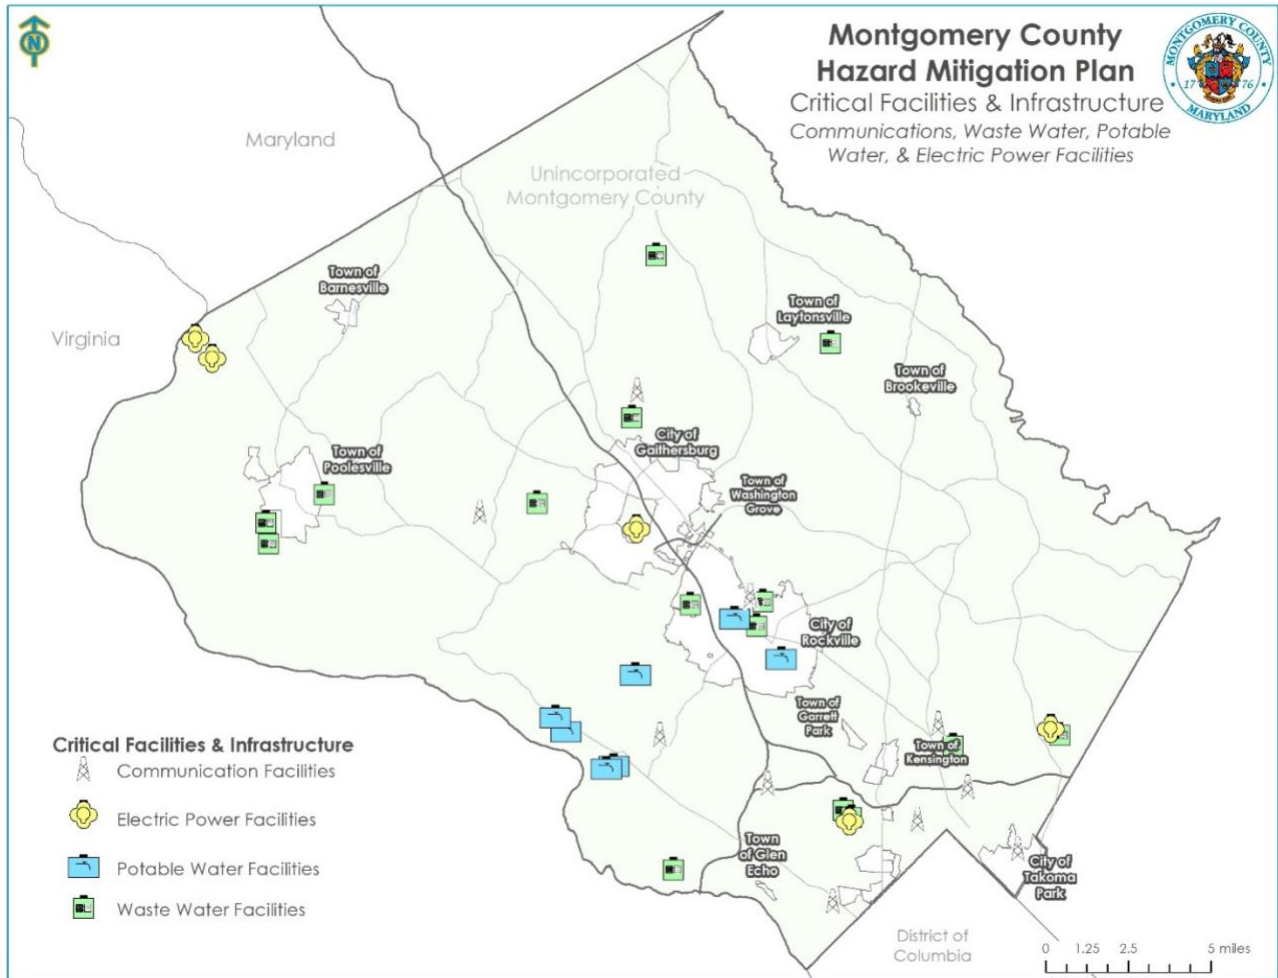 N
Montgomery County
Hazard Mitigation Plan
Critical Facilities & Infrastructure
Communications, Waste Water, Potable
Water, & Electric Power Facilities
MONTGOMERY COUNTY
17 76
MARYLAND
Maryland
Unincorporated
Montgomery County
Town of
Barnesville
Town of
Laytonsville
Virginia
Town of
Brookeville
City of
Gaithersburg
Town of
Poolesville
Town of
Washington
Grove
City of
Rockville
Town of
Garrett
Park
Town of
Kensington
Town
of Glen
Echo
City of
Takoma
Park
District of
Columbia
Critical Facilities & Infrastructure
Communication Facilities
Electric Power Facilities
Potable Water Facilities
Waste Water Facilities
0 1.25 2.5 5 miles